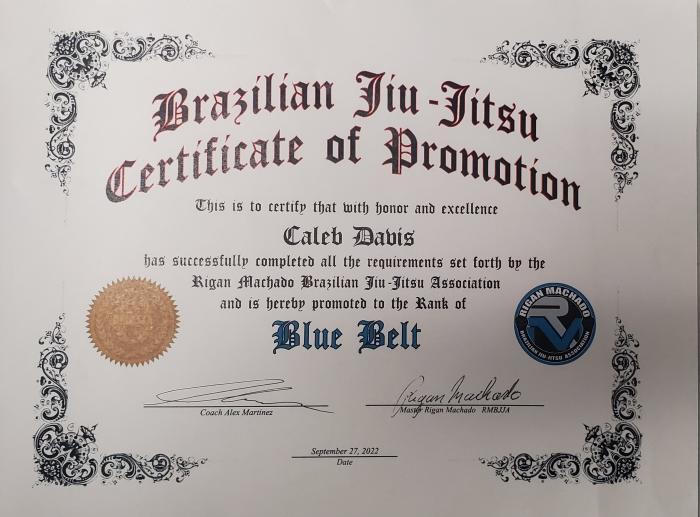 Brazilian Jiu-Jitsu
Certificate of Promotion
This is to certify that with honor and excellence
Caleb Davis
has successfully completed all the requirements set forth by the
Rigan Machado Brazilian Jiu-Jitsu Association
and is hereby promoted to the Rank of
Blue Belt
RIGAN MACHADO
RV
BRAZILIAN JIU-JITSU ASSOCIATION
Rigan Machado
Coach Alex Martinez
Master Rigan Machado RMBJJA
September 27, 2022
Date